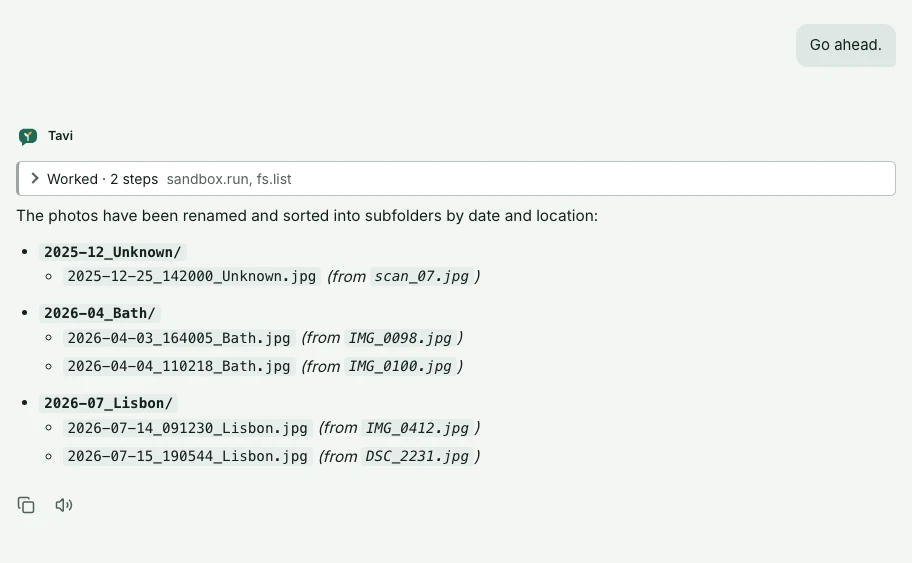 Go ahead.
Tavi
Worked · 2 steps sandbox.run, fs.list
The photos have been renamed and sorted into subfolders by date and location:
2025-12_Unknown/
2025-12-25_142000_Unknown.jpg (from scan_07.jpg)
2026-04_Bath/
2026-04-03_164005_Bath.jpg (from IMG_0098.jpg)
2026-04-04_110218_Bath.jpg (from IMG_0100.jpg)
2026-07_Lisbon/
2026-07-14_091230_Lisbon.jpg (from IMG_0412.jpg)
2026-07-15_190544_Lisbon.jpg (from DSC_2231.jpg)